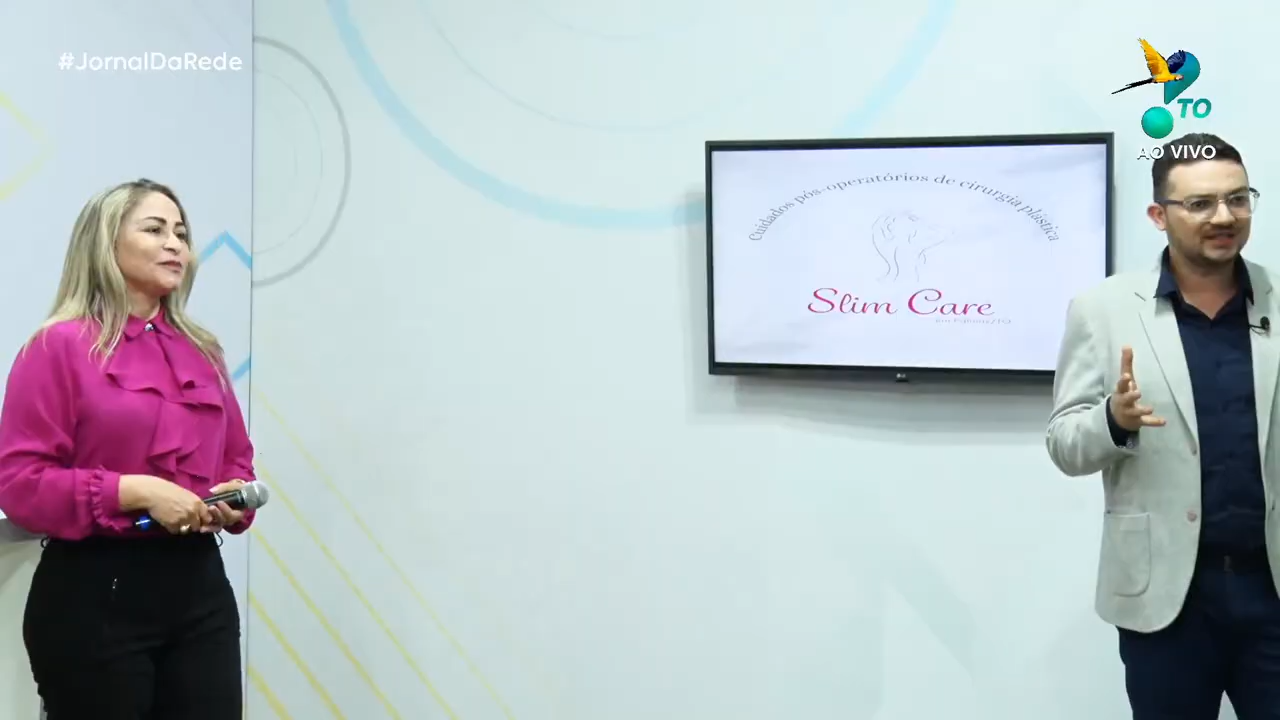 #JornalDaRede
TO
AO VIVO
Cuidados pós-operatórios de cirurgia plástica
Slim Care